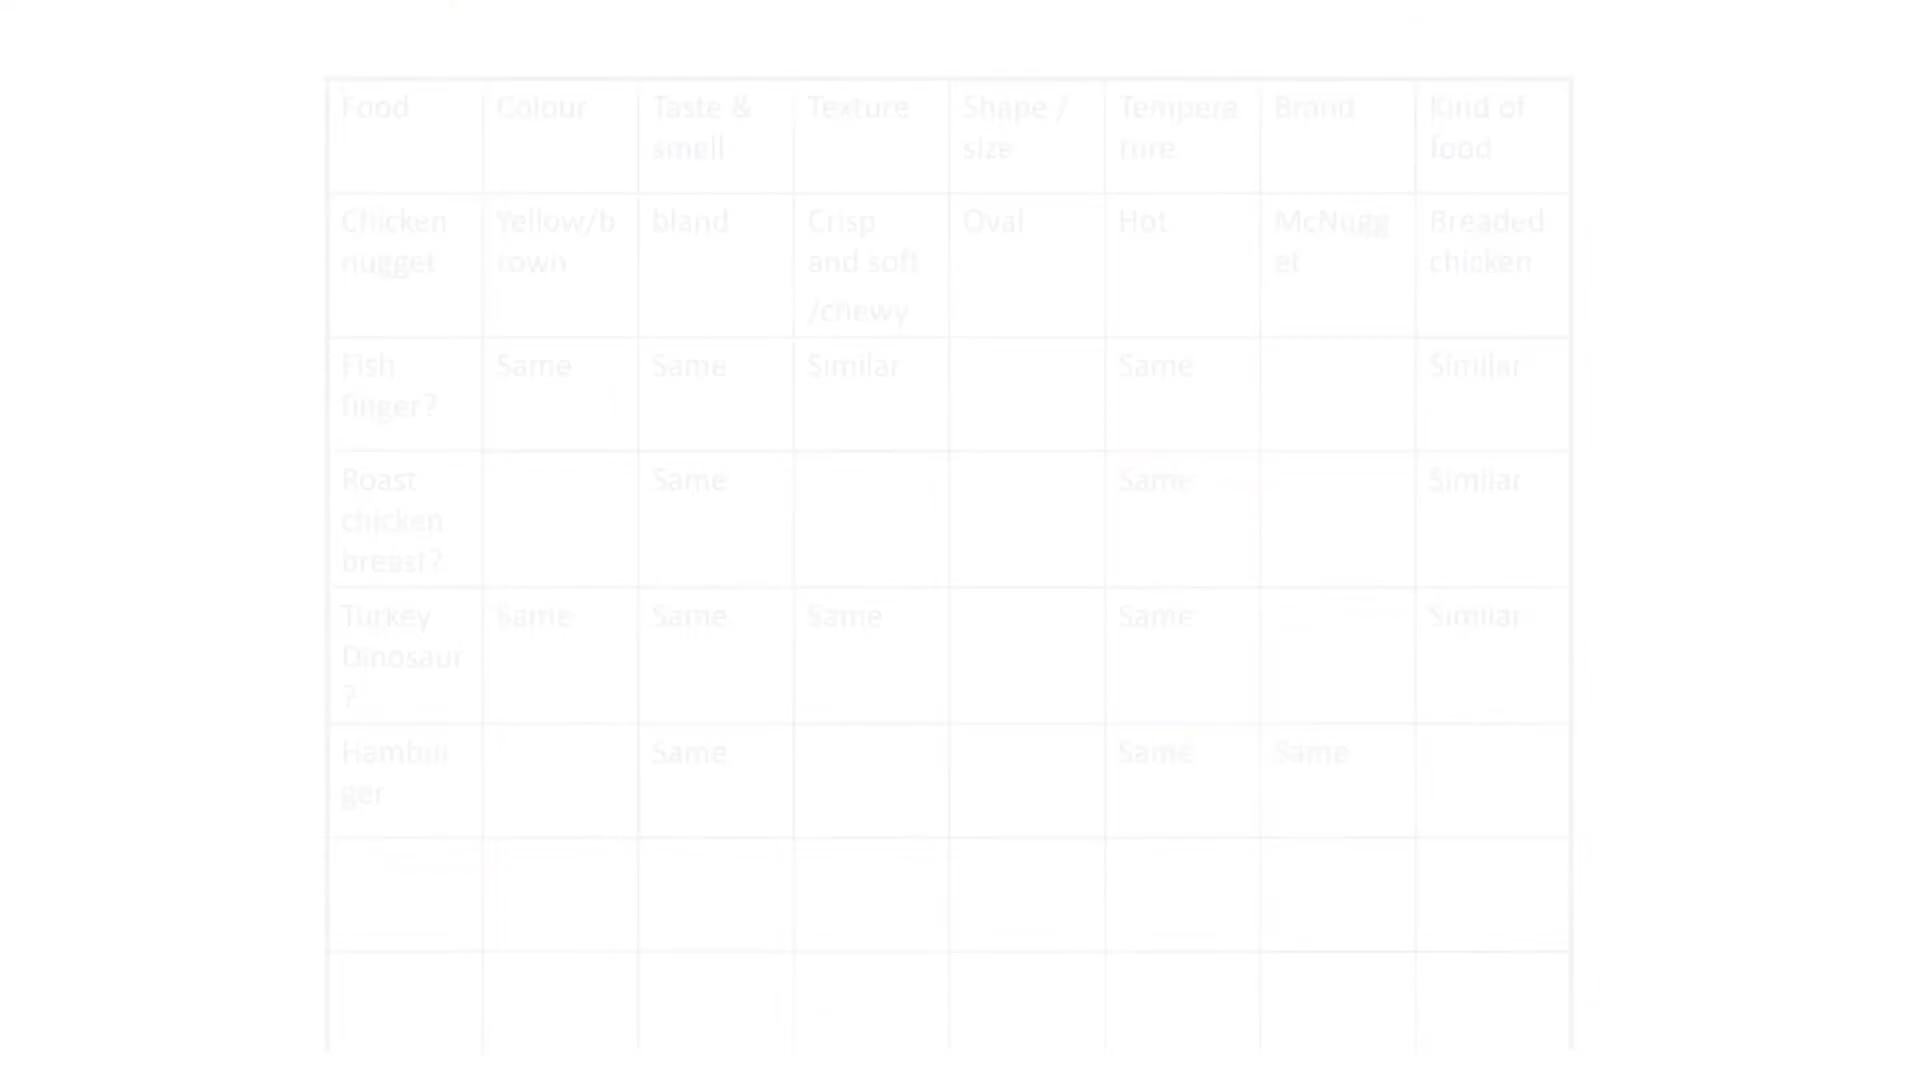 Food Colour Taste & Texture Shape / Tempera Brand Kind of
smell size ture food
Chicken Yellow/b bland Crisp Oval Hot McNugg Breaded
nugget rown and soft et chicken
/chewy
Fish Same Same Similar Same Similar
finger?
Roast Same Same Similar
chicken
breast?
Turkey Same Same Same Same Similar
Dinosaur
?
Hambur Same Same Same
ger